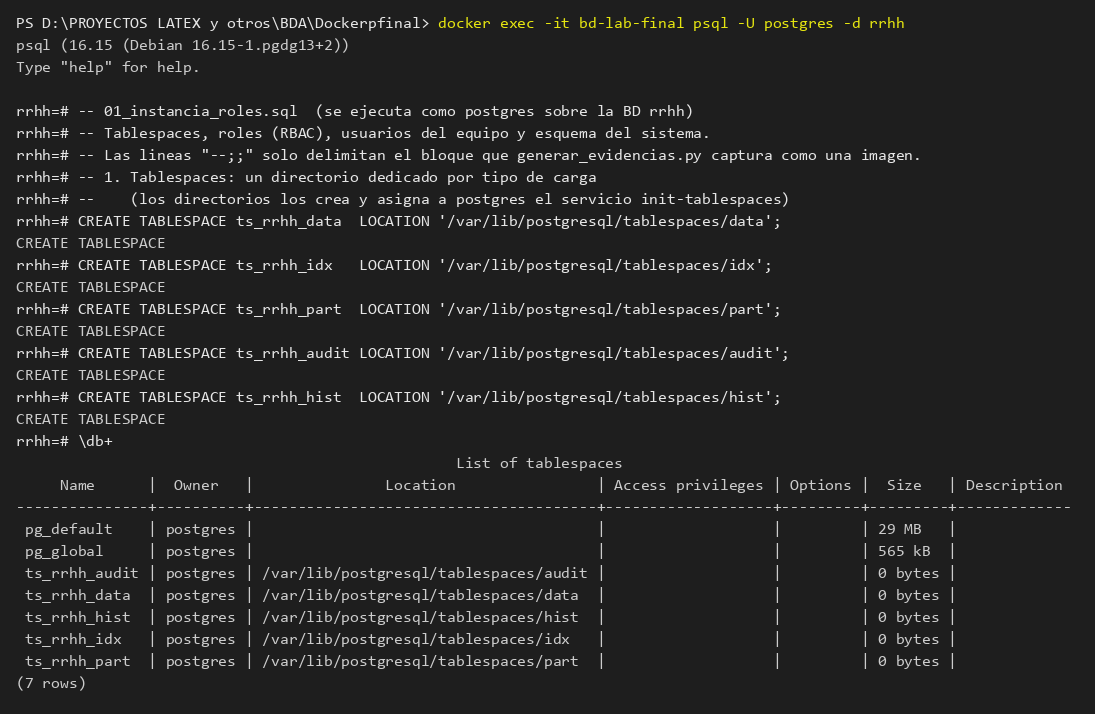 PS D:\PROYECTOS LATEX y otros\BDA\Dockerpfinal> docker exec -it bd-lab-final psql -U postgres -d rrhh
psql (16.15 (Debian 16.15-1.pgdg13+2))
Type "help" for help.

rrhh=# -- 01_instancia_roles.sql  (se ejecuta como postgres sobre la BD rrhh)
rrhh=# -- Tablespaces, roles (RBAC), usuarios del equipo y esquema del sistema.
rrhh=# -- Las lineas "--;;" solo delimitan el bloque que generar_evidencias.py captura como una imagen.
rrhh=# -- 1. Tablespaces: un directorio dedicado por tipo de carga
rrhh=# --    (los directorios los crea y asigna a postgres el servicio init-tablespaces)
rrhh=# CREATE TABLESPACE ts_rrhh_data  LOCATION '/var/lib/postgresql/tablespaces/data';
CREATE TABLESPACE
rrhh=# CREATE TABLESPACE ts_rrhh_idx   LOCATION '/var/lib/postgresql/tablespaces/idx';
CREATE TABLESPACE
rrhh=# CREATE TABLESPACE ts_rrhh_part  LOCATION '/var/lib/postgresql/tablespaces/part';
CREATE TABLESPACE
rrhh=# CREATE TABLESPACE ts_rrhh_audit LOCATION '/var/lib/postgresql/tablespaces/audit';
CREATE TABLESPACE
rrhh=# CREATE TABLESPACE ts_rrhh_hist  LOCATION '/var/lib/postgresql/tablespaces/hist';
CREATE TABLESPACE
rrhh=# \db+
                                                  List of tablespaces
     Name      |  Owner   |               Location                | Access privileges | Options |  Size   | Description
---------------+----------+---------------------------------------+-------------------+---------+---------+-------------
 pg_default    | postgres |                                       |                   |         | 29 MB   |
 pg_global     | postgres |                                       |                   |         | 565 kB  |
 ts_rrhh_audit | postgres | /var/lib/postgresql/tablespaces/audit |                   |         | 0 bytes |
 ts_rrhh_data  | postgres | /var/lib/postgresql/tablespaces/data  |                   |         | 0 bytes |
 ts_rrhh_hist  | postgres | /var/lib/postgresql/tablespaces/hist  |                   |         | 0 bytes |
 ts_rrhh_idx   | postgres | /var/lib/postgresql/tablespaces/idx   |                   |         | 0 bytes |
 ts_rrhh_part  | postgres | /var/lib/postgresql/tablespaces/part  |                   |         | 0 bytes |
(7 rows)